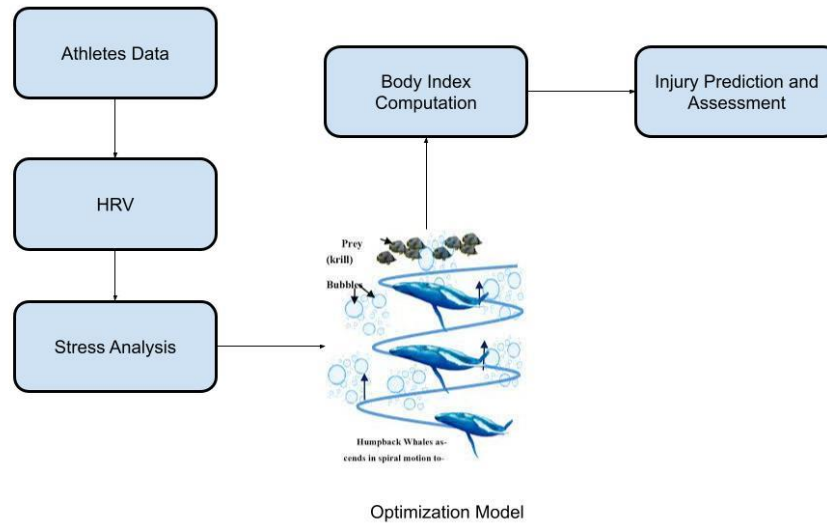 Athletes Data
HRV
Stress Analysis
Body Index
Computation
Injury Prediction and
Assessment
Prey
(krill)
Bubbles
Humpback Whales as-
cends in spiral motion to-
Optimization Model